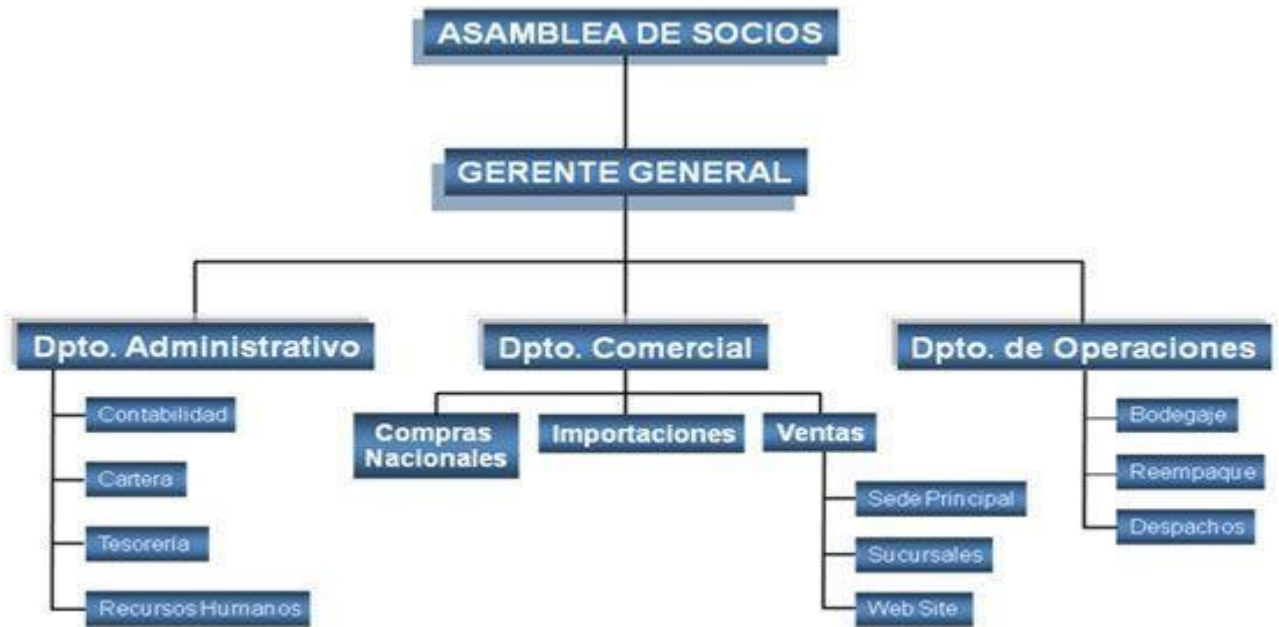 ASAMBLEA DE SOCIOS
GERENTE GENERAL
Dpto. Administrativo
Contabilidad
Cartera
Tesorería
Recursos Humanos
Dpto. Comercial
Compras
Nacionales
Importaciones
Ventas
Sede Principal
Sucursales
Web Site
Dpto. de Operaciones
Bodegaje
Reempaque
Despachos